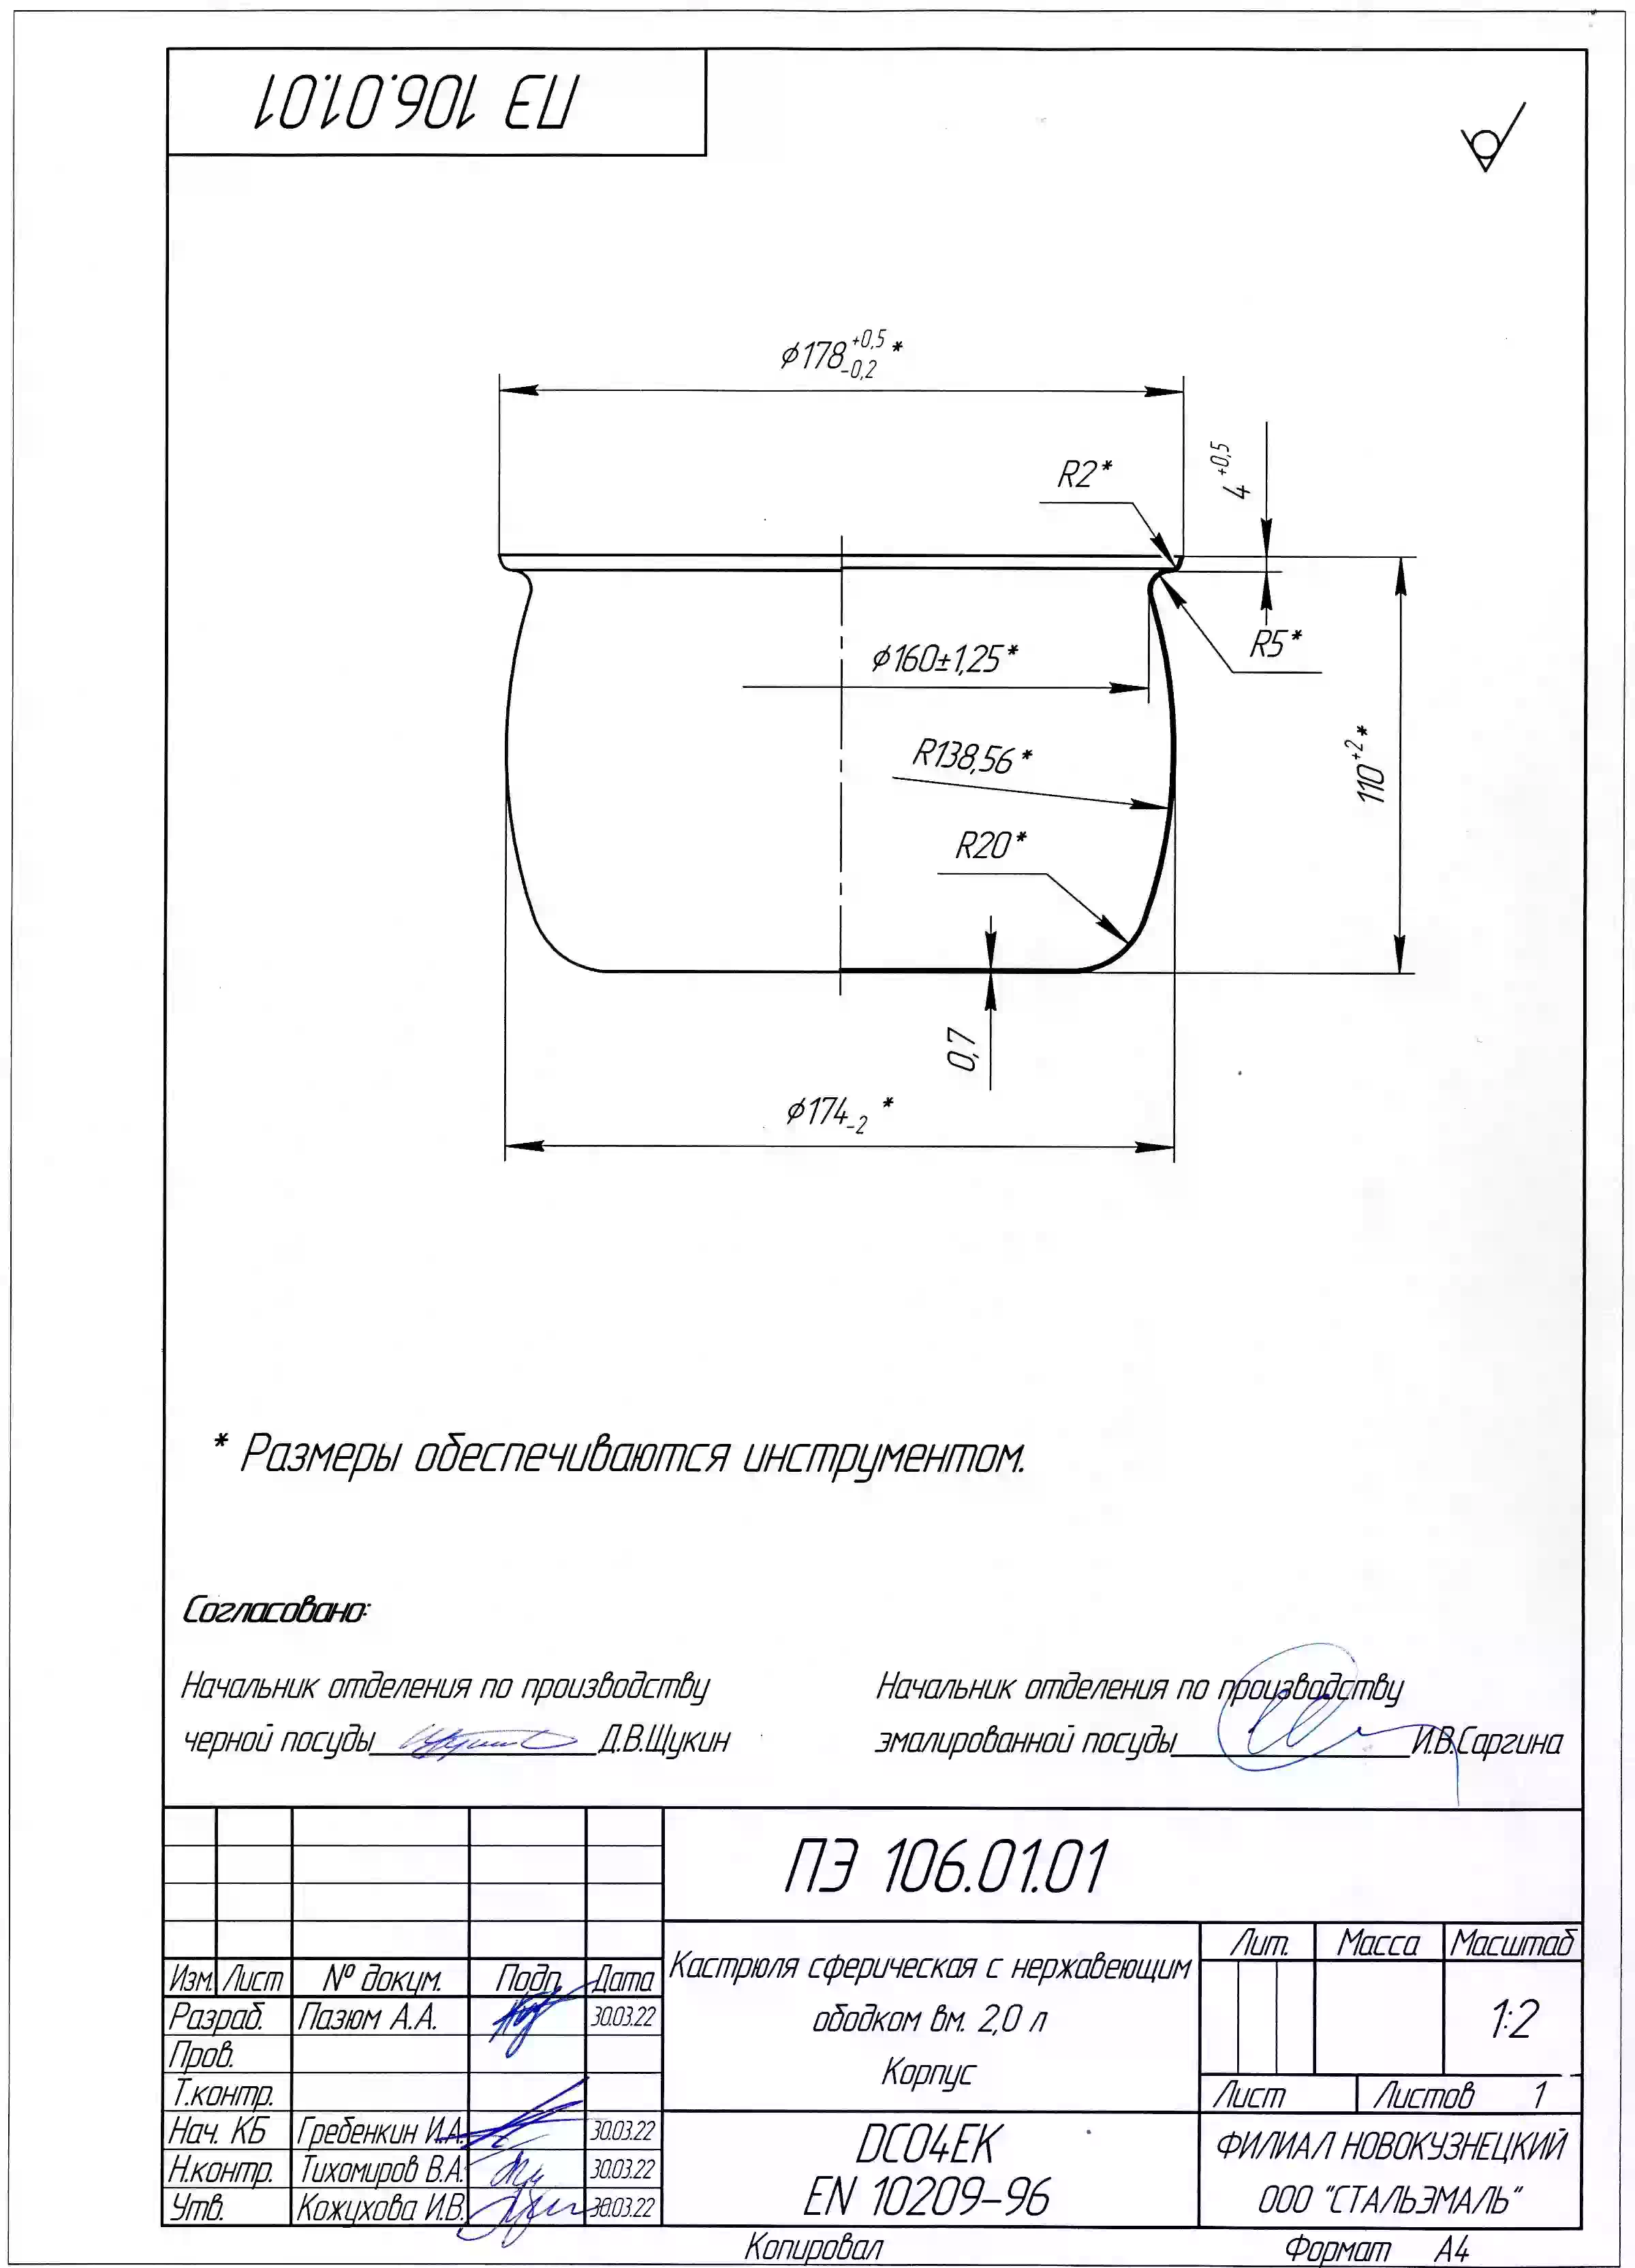 ПЭ 106.01.01
ϕ178 +0,5 -0,2 *
R2*
4 +0,5
R5*
ϕ160±1,25*
110 +2 *
R138,56 *
R20*
0,7
ϕ174 -2 *
* Размеры обеспечиваются инструментом.
Согласовано:
Начальник отделения по производству
черной посуды Д.В.Щукин
Начальник отделения по производству
эмалированной посуды И.В.Саргина
ПЭ 106.01.01
Кастрюля сферическая с нержавеющим
ободком вм. 2,0 л
Корпус
Лит. Масса Масштаб
1:2
Лист Листов 1
Изм. Лист № докум. Подп. Дата
Разраб. Пазюм А.А. 30.03.22
Пров.
Т.контр.
Нач. КБ Гребенкин И.А. 30.03.22
Н.контр. Тихомиров В.А. 30.03.22
Утв. Кожухова И.В. 30.03.22
DC04EK
EN 10209-96
ФИЛИАЛ НОВОКУЗНЕЦКИЙ
ООО "СТАЛЬЭМАЛЬ"
Копировал Формат А4